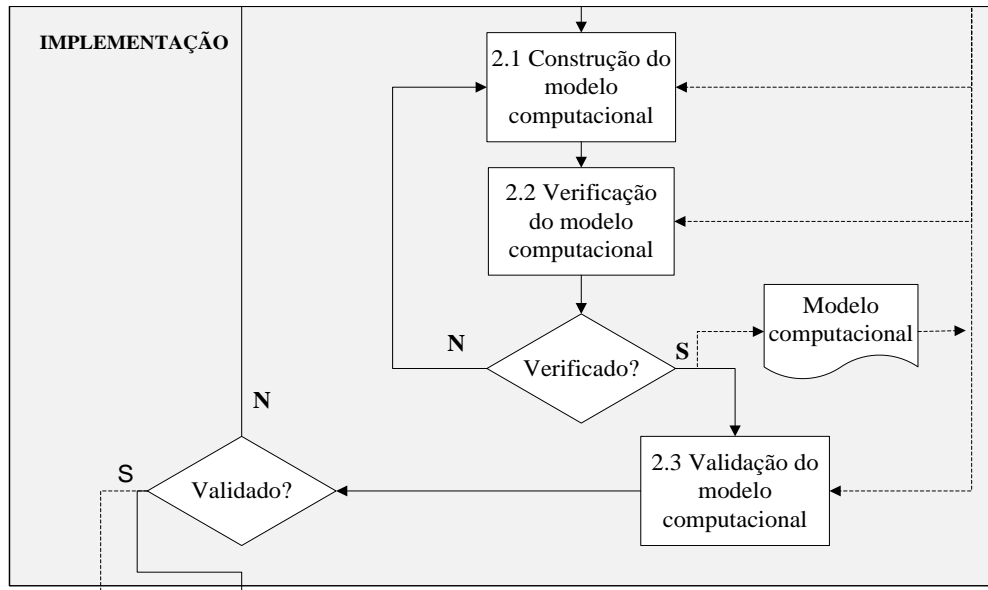 IMPLEMENTAÇÃO
2.1 Construção do
modelo
computacional
2.2 Verificação
do modelo
computacional
Modelo
computacional
N
Verificado?
S
N
2.3 Validação do
modelo
computacional
S
Validado?